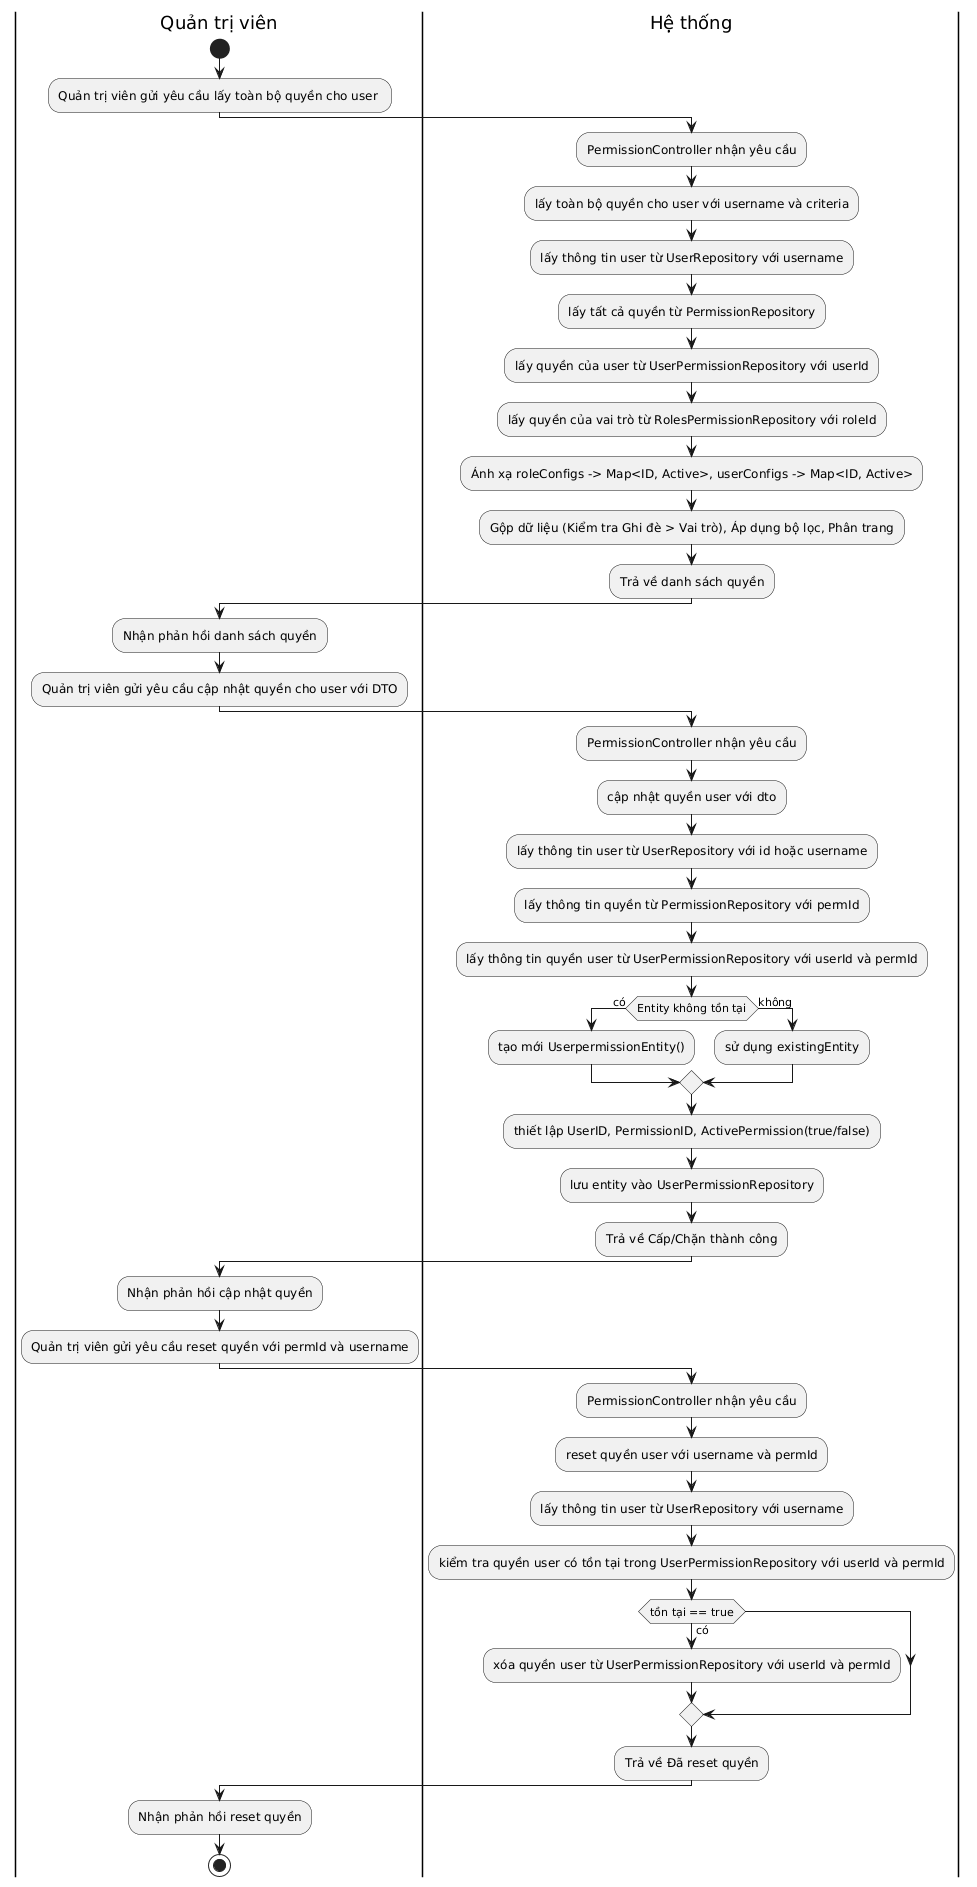 Quản trị viên
Hệ thống
Quản trị viên gửi yêu cầu lấy toàn bộ quyền cho user
PermissionController nhận yêu cầu
lấy toàn bộ quyền cho user với username và criteria
lấy thông tin user từ UserRepository với username
lấy tất cả quyền từ PermissionRepository
lấy quyền của user từ UserPermissionRepository với userId
lấy quyền của vai trò từ RolesPermissionRepository với roleId
Ánh xạ roleConfigs -> Map<ID, Active>, userConfigs -> Map<ID, Active>
Gộp dữ liệu (Kiểm tra Ghi đè > Vai trò), Áp dụng bộ lọc, Phân trang
Trả về danh sách quyền
Nhận phản hồi danh sách quyền
Quản trị viên gửi yêu cầu cập nhật quyền cho user với DTO
PermissionController nhận yêu cầu
cập nhật quyền user với dto
lấy thông tin user từ UserRepository với id hoặc username
lấy thông tin quyền từ PermissionRepository với permId
lấy thông tin quyền user từ UserPermissionRepository với userId và permId
có
Entity không tồn tại
không
tạo mới UserpermissionEntity()
sử dụng existingEntity
thiết lập UserID, PermissionID, ActivePermission(true/false)
lưu entity vào UserPermissionRepository
Trả về Cấp/Chặn thành công
Nhận phản hồi cập nhật quyền
Quản trị viên gửi yêu cầu reset quyền với permId và username
PermissionController nhận yêu cầu
reset quyền user với username và permId
lấy thông tin user từ UserRepository với username
kiểm tra quyền user có tồn tại trong UserPermissionRepository với userId và permId
tồn tại == true
có
xóa quyền user từ UserPermissionRepository với userId và permId
Trả về Đã reset quyền
Nhận phản hồi reset quyền